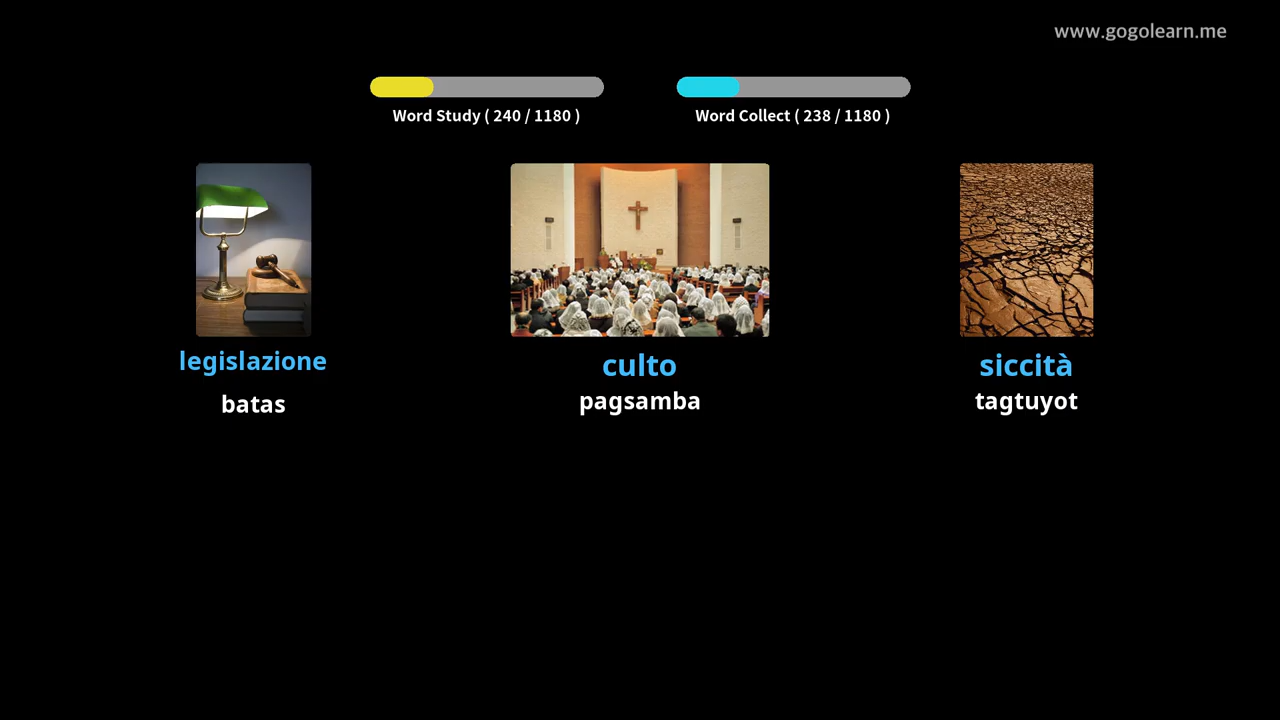 www.gogolearn.me
Word Study ( 240 / 1180 )
Word Collect ( 238 / 1180 )
legislazione
batas
culto
pagsamba
siccità
tagtuyot